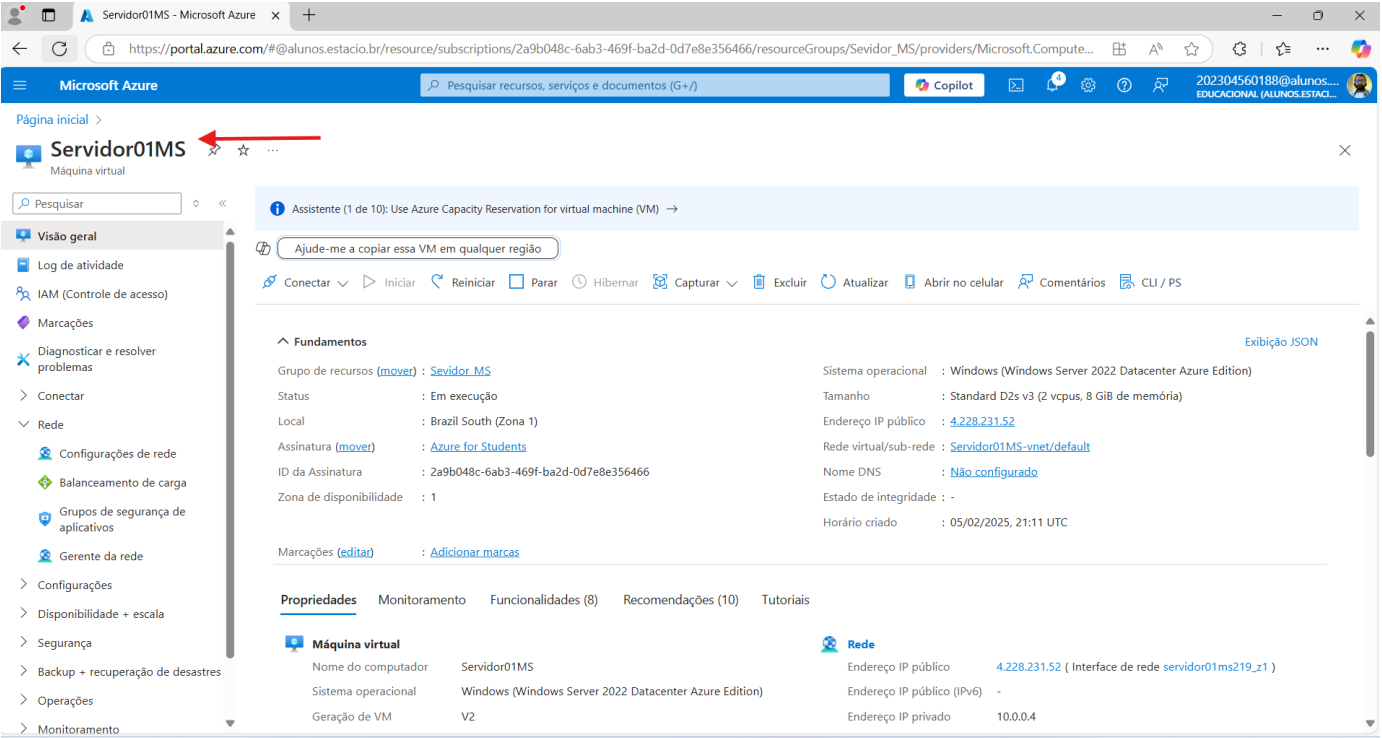 Servidor01MS - Microsoft Azure
https://portal.azure.com/#@alunos.estacio.br/resource/subscriptions/2a9b048c-6ab3-469f-ba2d-0d7e8e356466/resourceGroups/Sevidor_MS/providers/Microsoft.Compute...
Microsoft Azure
Pesquisar recursos, serviços e documentos (G+/)
Copilot
4
202304560188@alunos....
EDUCACIONAL (ALUNOS.ESTACI...
Página inicial >
Servidor01MS
Máquina virtual
Pesquisar
Visão geral
Log de atividade
IAM (Controle de acesso)
Marcações
Diagnosticar e resolver
problemas
Conectar
Rede
Configurações de rede
Balanceamento de carga
Grupos de segurança de
aplicativos
Gerente da rede
Configurações
Disponibilidade + escala
Segurança
Backup + recuperação de desastres
Operações
Monitoramento
Assistente (1 de 10): Use Azure Capacity Reservation for virtual machine (VM) →
Ajude-me a copiar essa VM em qualquer região
Conectar Iniciar Reiniciar Parar Hibernar Capturar Excluir Atualizar Abrir no celular Comentários CLI / PS
Fundamentos
Exibição JSON
Grupo de recursos (mover) : Sevidor_MS
Status : Em execução
Local : Brazil South (Zona 1)
Assinatura (mover) : Azure for Students
ID da Assinatura : 2a9b048c-6ab3-469f-ba2d-0d7e8e356466
Zona de disponibilidade : 1
Sistema operacional : Windows (Windows Server 2022 Datacenter Azure Edition)
Tamanho : Standard D2s v3 (2 vcpus, 8 GiB de memória)
Endereço IP público : 4.228.231.52
Rede virtual/sub-rede : Servidor01MS-vnet/default
Nome DNS : Não configurado
Estado de integridade : -
Horário criado : 05/02/2025, 21:11 UTC
Marcações (editar) : Adicionar marcas
Propriedades Monitoramento Funcionalidades (8) Recomendações (10) Tutoriais
Máquina virtual
Nome do computador Servidor01MS
Sistema operacional Windows (Windows Server 2022 Datacenter Azure Edition)
Geração de VM V2
Rede
Endereço IP público 4.228.231.52 ( Interface de rede servidor01ms219_z1 )
Endereço IP público (IPv6) -
Endereço IP privado 10.0.0.4